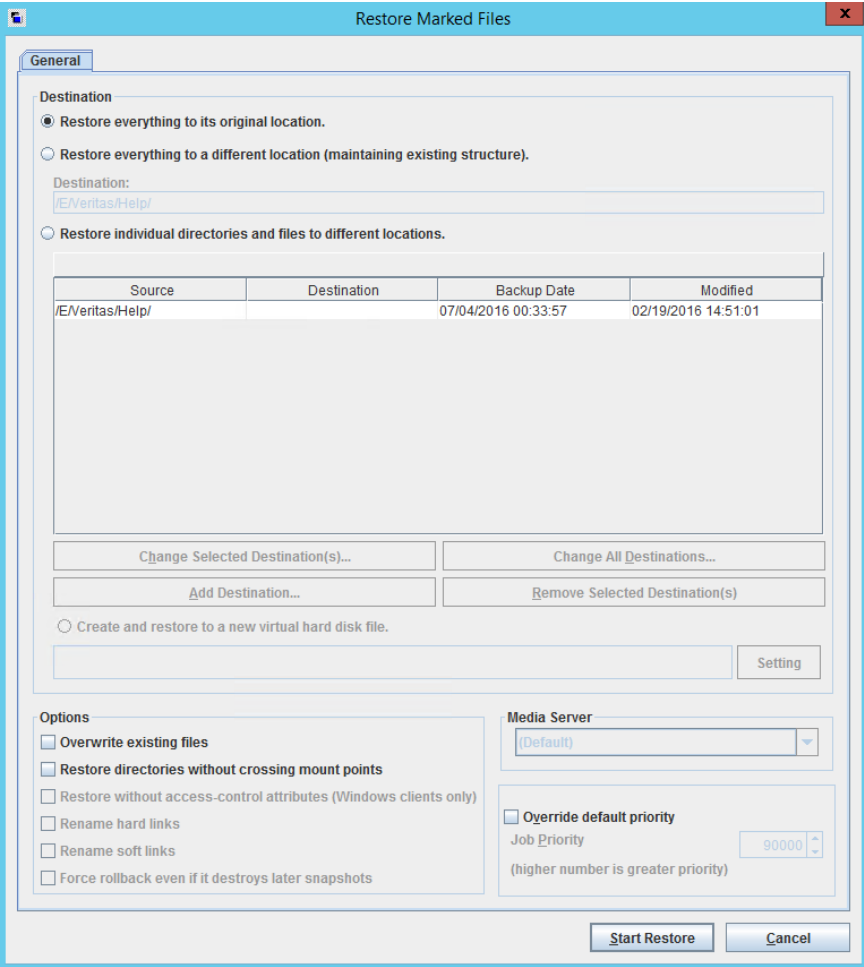 Restore Marked Files
x
General
Destination
Restore everything to its original location.
Restore everything to a different location (maintaining existing structure).
Destination:
/E/Veritas/Help/
Restore individual directories and files to different locations.
Source Destination Backup Date Modified
/E/Veritas/Help/ 07/04/2016 00:33:57 02/19/2016 14:51:01
Change Selected Destination(s)... Change All Destinations...
Add Destination... Remove Selected Destination(s)
Create and restore to a new virtual hard disk file.
Setting
Options
Overwrite existing files
Restore directories without crossing mount points
Restore without access-control attributes (Windows clients only)
Rename hard links
Rename soft links
Force rollback even if it destroys later snapshots
Media Server
(Default)
Override default priority
Job Priority 90000
(higher number is greater priority)
Start Restore Cancel